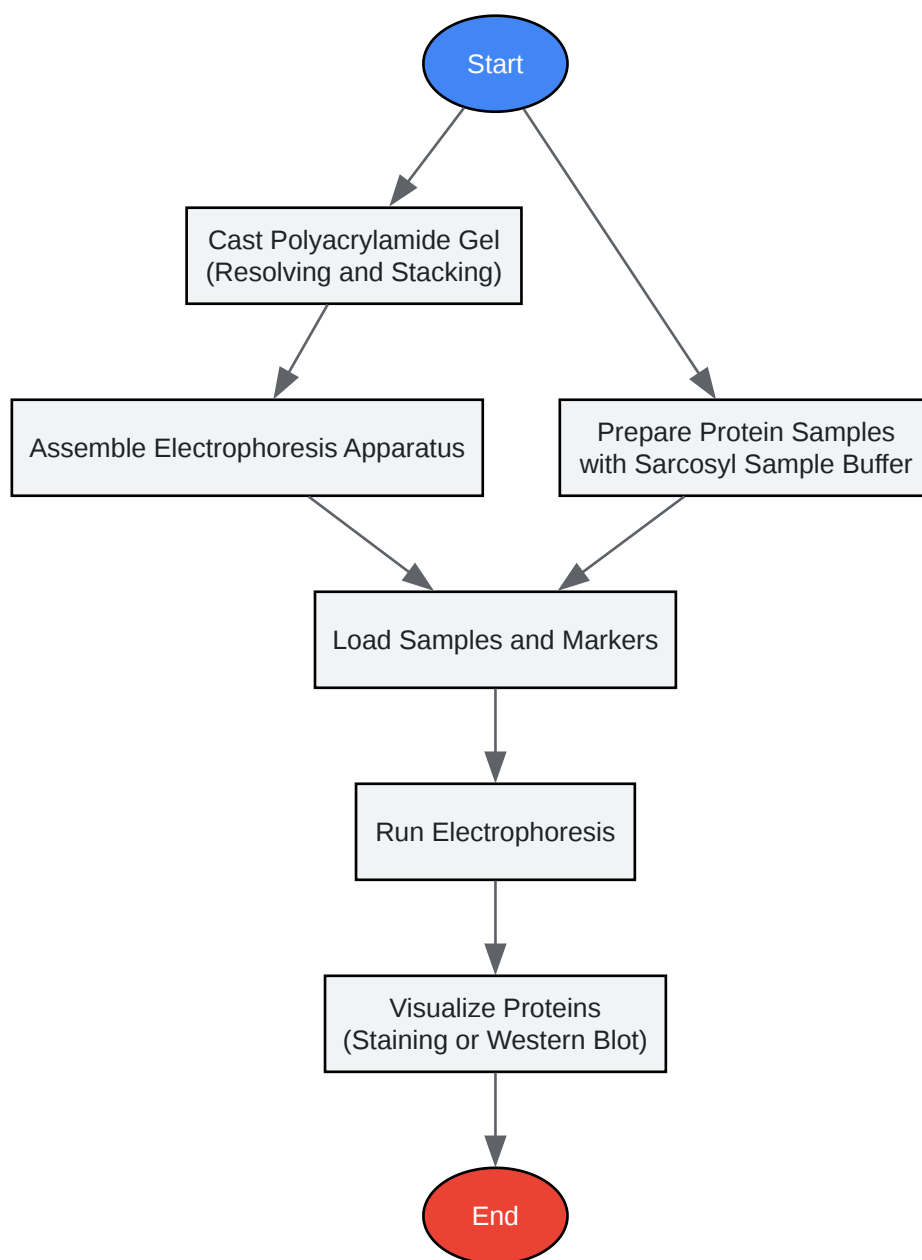 Start
Cast Polyacrylamide Gel
(Resolving and Stacking)
Assemble Electrophoresis Apparatus
Prepare Protein Samples
with Sarcosyl Sample Buffer
Load Samples and Markers
Run Electrophoresis
Visualize Proteins
(Staining or Western Blot)
End